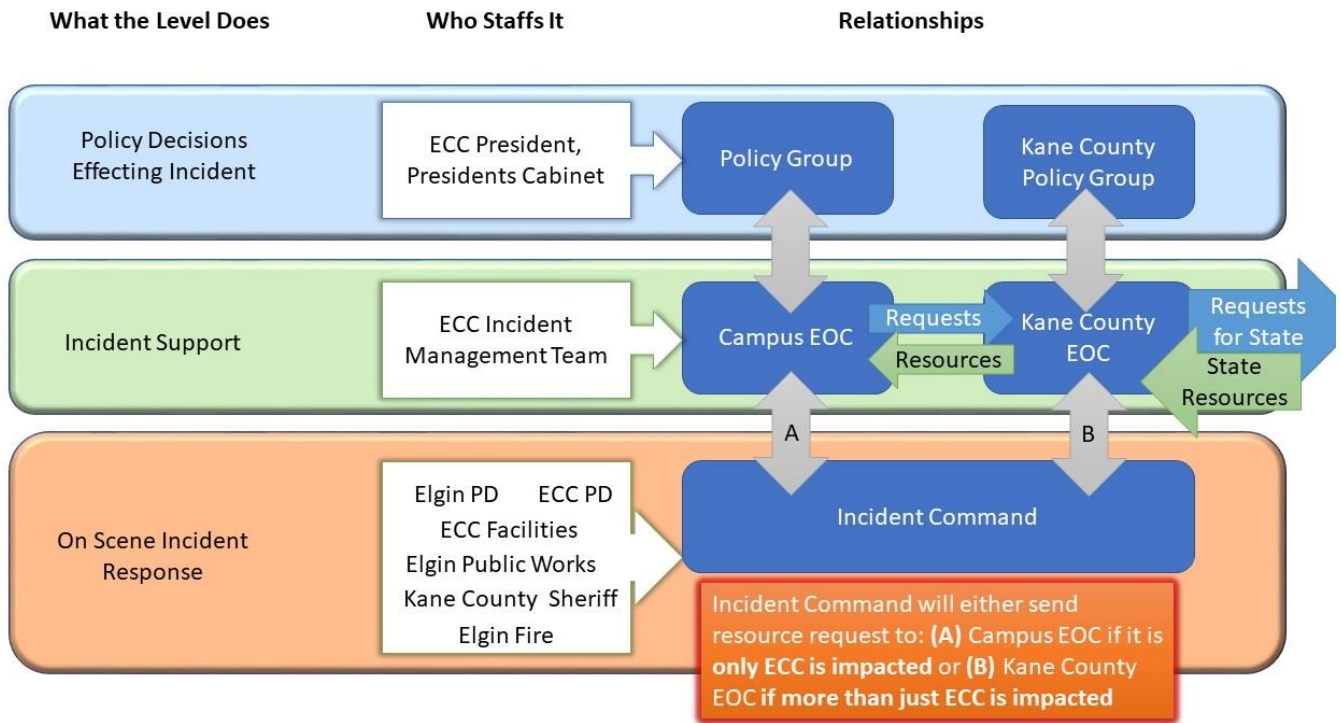 What the Level Does
Who Staffs It
Relationships
Policy Decisions
Effecting Incident
ECC President,
Presidents Cabinet
Policy Group
Kane County
Policy Group
Incident Support
ECC Incident
Management Team
Campus EOC
Requests
Resources
Kane County
EOC
Requests
for State
State
Resources
A
B
On Scene Incident
Response
Elgin PD ECC PD
ECC Facilities
Elgin Public Works
Kane County Sheriff
Elgin Fire
Incident Command
Incident Command will either send
resource request to: (A) Campus EOC if it is
only ECC is impacted or (B) Kane County
EOC if more than just ECC is impacted